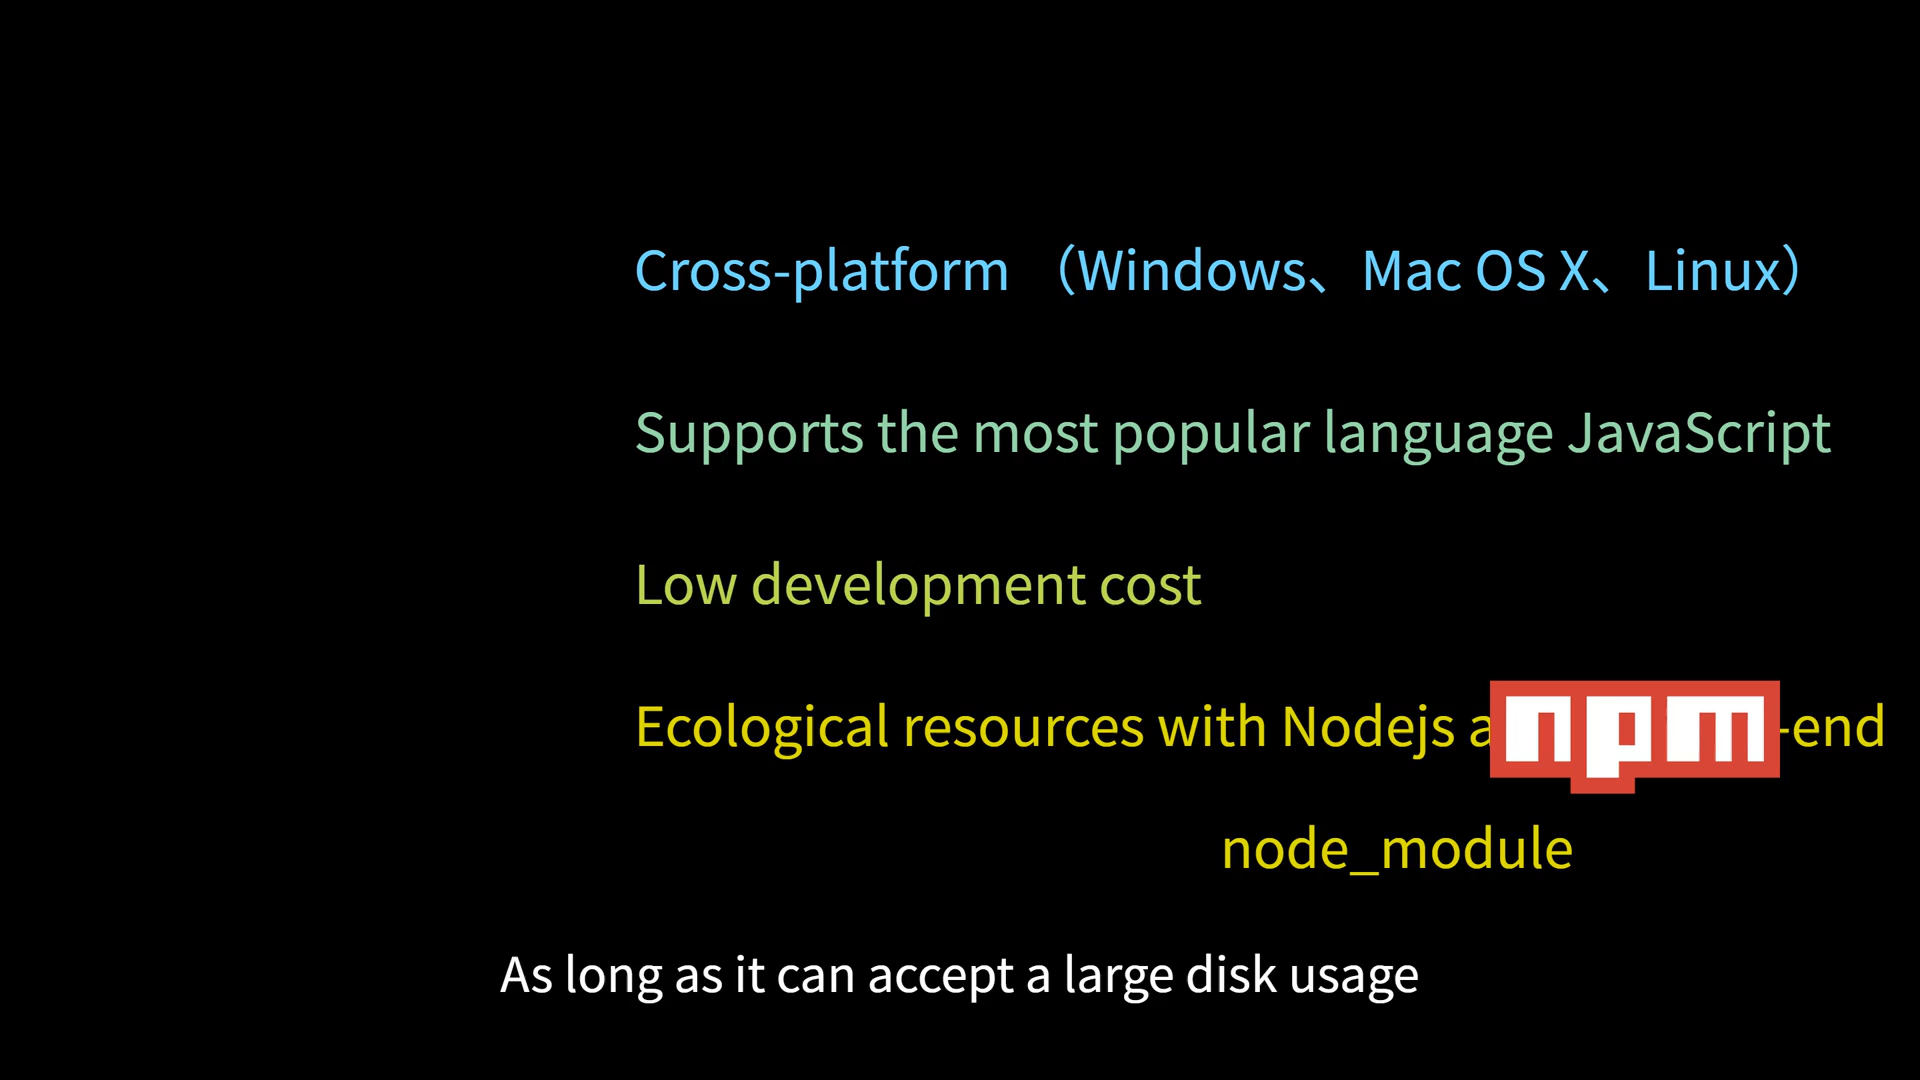 Cross-platform （Windows、Mac OS X、Linux）
Supports the most popular language JavaScript
Low development cost
Ecological resources with Nodejs -end
npm
node_module
As long as it can accept a large disk usage